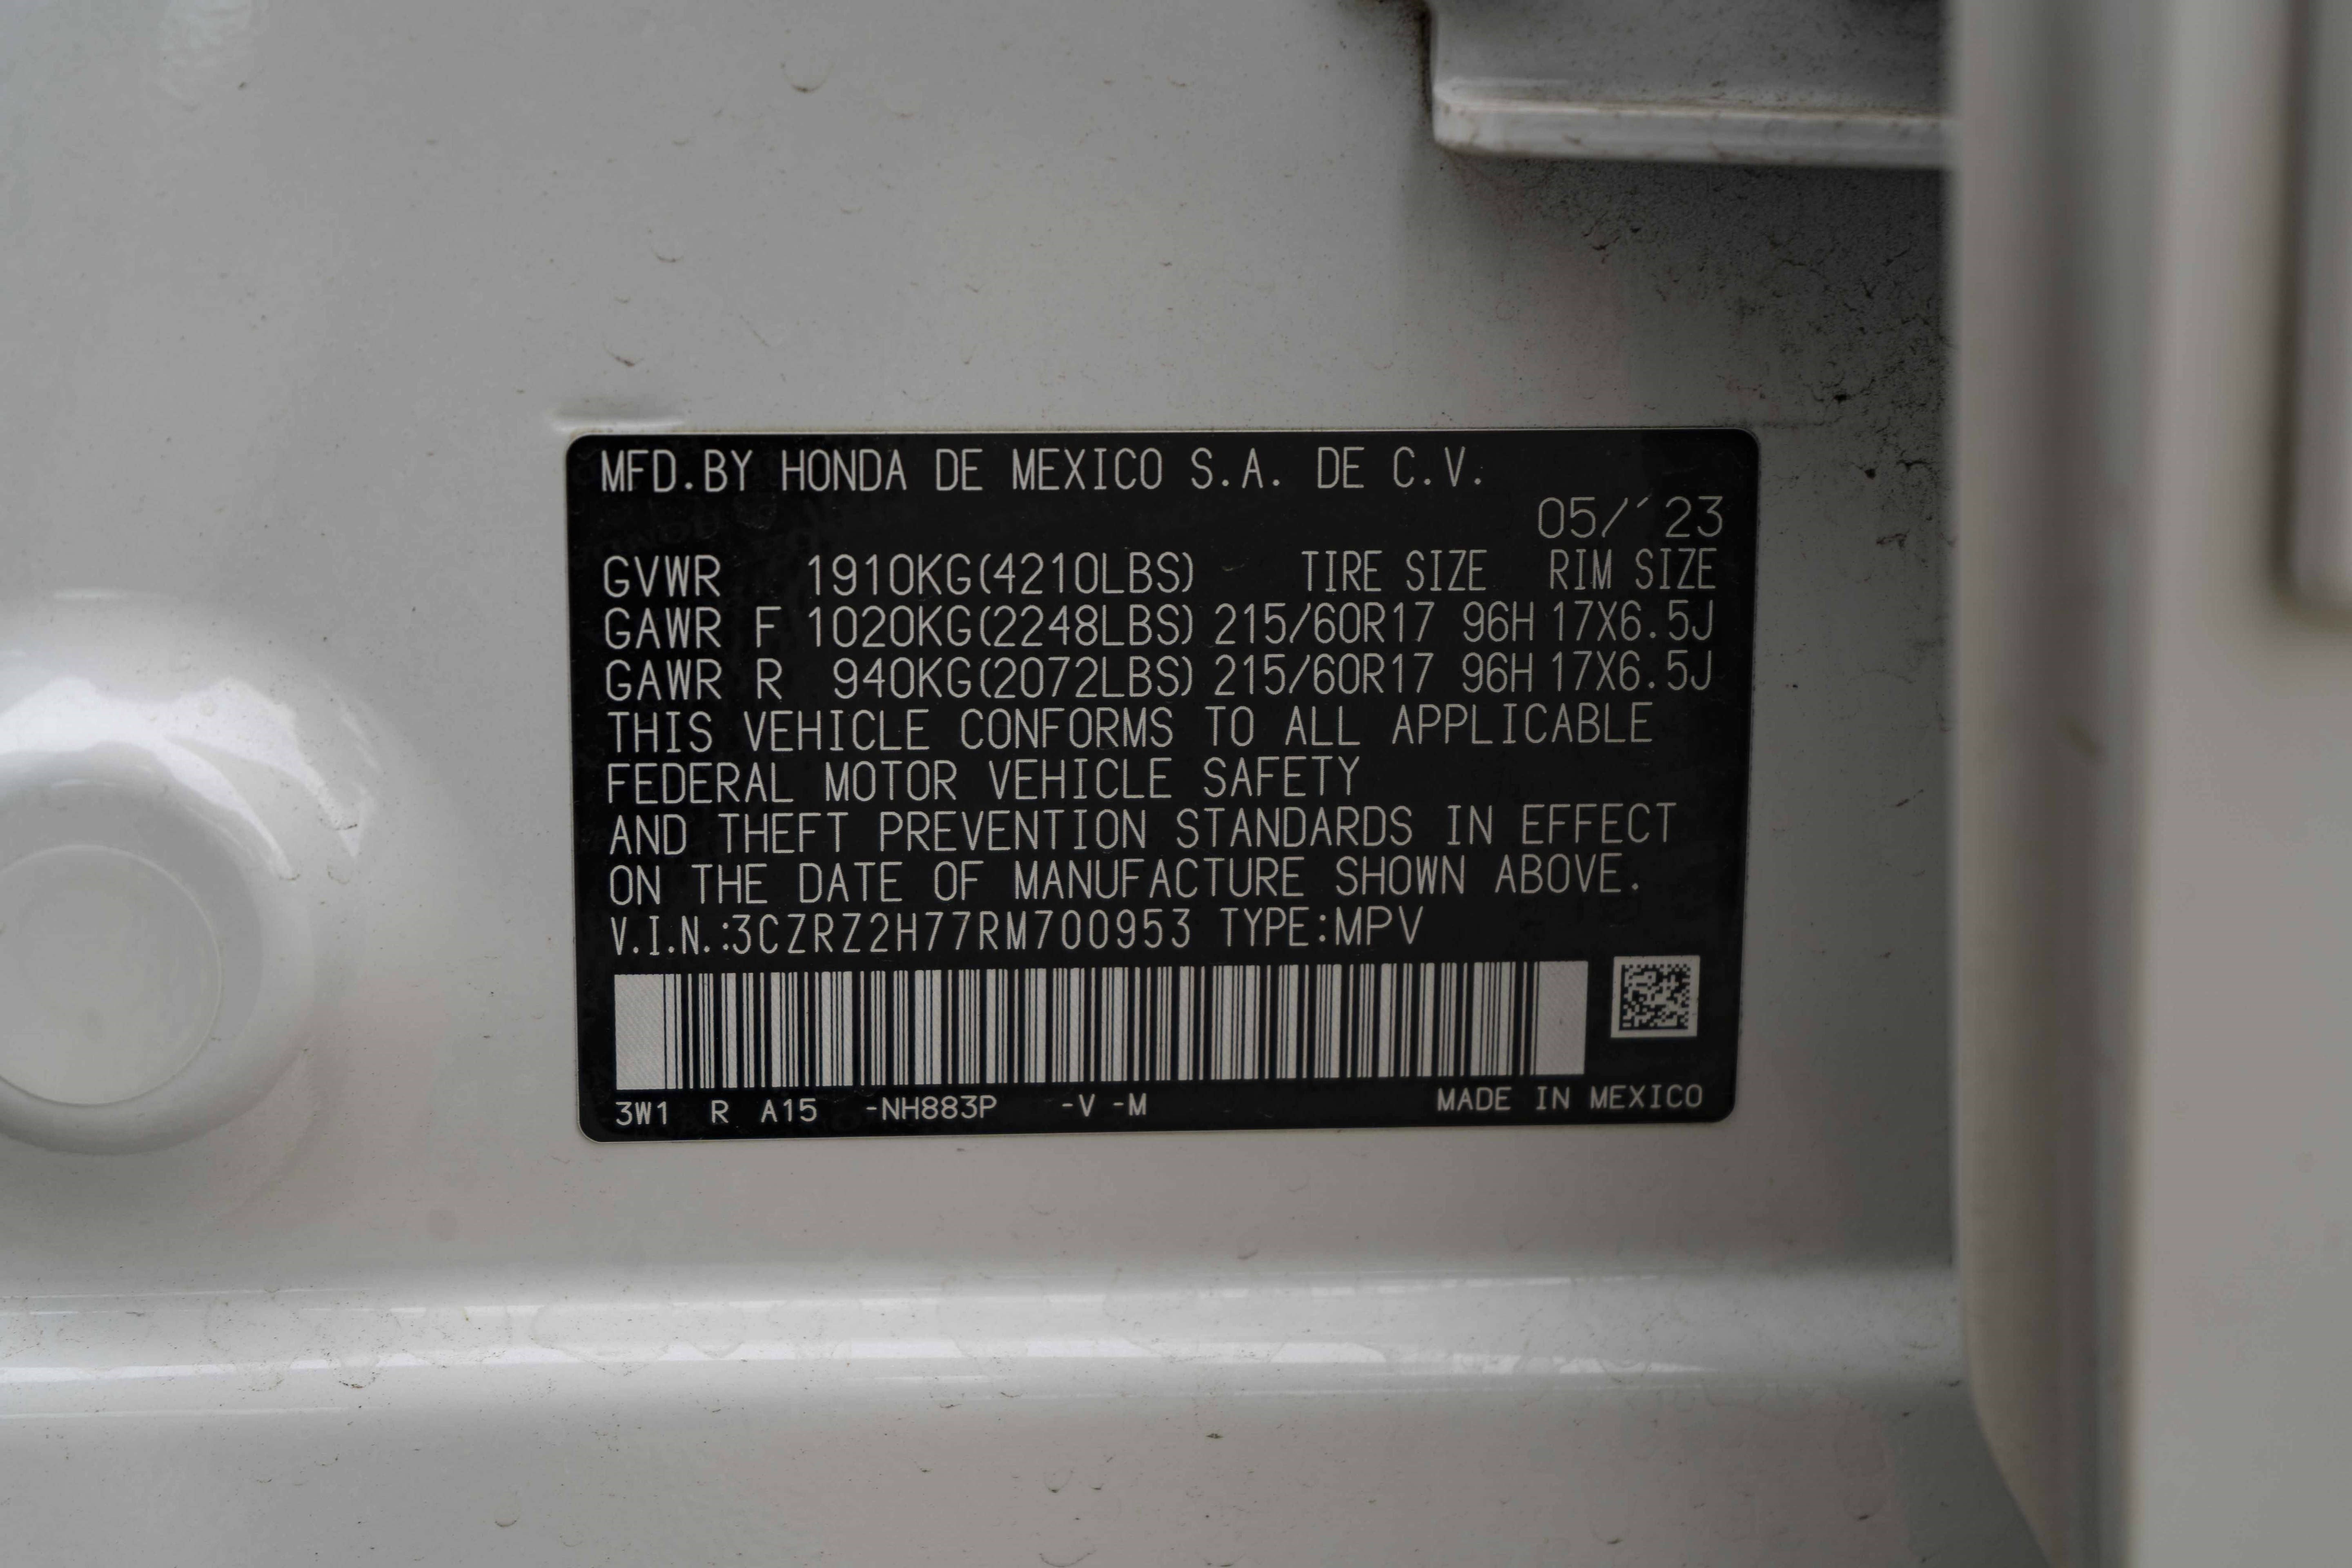 MFD.BY HONDA DE MEXICO S.A. DE C.V.
05/´23
GVWR 1910KG(4210LBS) TIRE SIZE RIM SIZE
GAWR F 1020KG(2248LBS) 215/60R17 96H 17X6.5J
GAWR R 940KG(2072LBS) 215/60R17 96H 17X6.5J
THIS VEHICLE CONFORMS TO ALL APPLICABLE
FEDERAL MOTOR VEHICLE SAFETY
AND THEFT PREVENTION STANDARDS IN EFFECT
ON THE DATE OF MANUFACTURE SHOWN ABOVE.
V.I.N.:3CZRZ2H77RM700953 TYPE:MPV
3W1 R A15 -NH883P -V -M MADE IN MEXICO